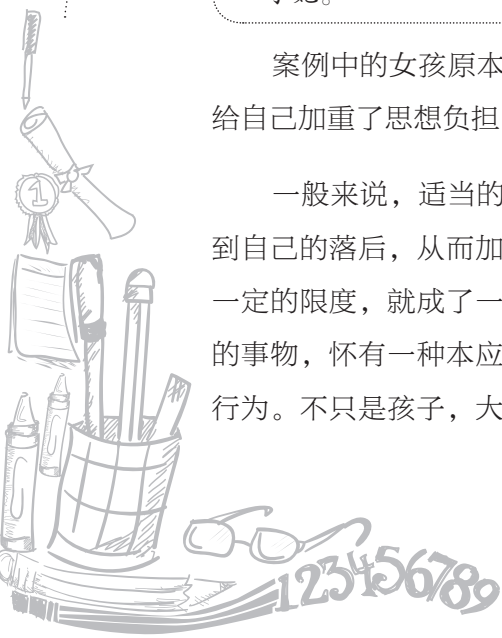 案例中的女孩原本
给自己加重了思想负担
一般来说，适当的
到自己的落后，从而加
一定的限度，就成了一
的事物，怀有一种本应
行为。不只是孩子，大
1
123456789